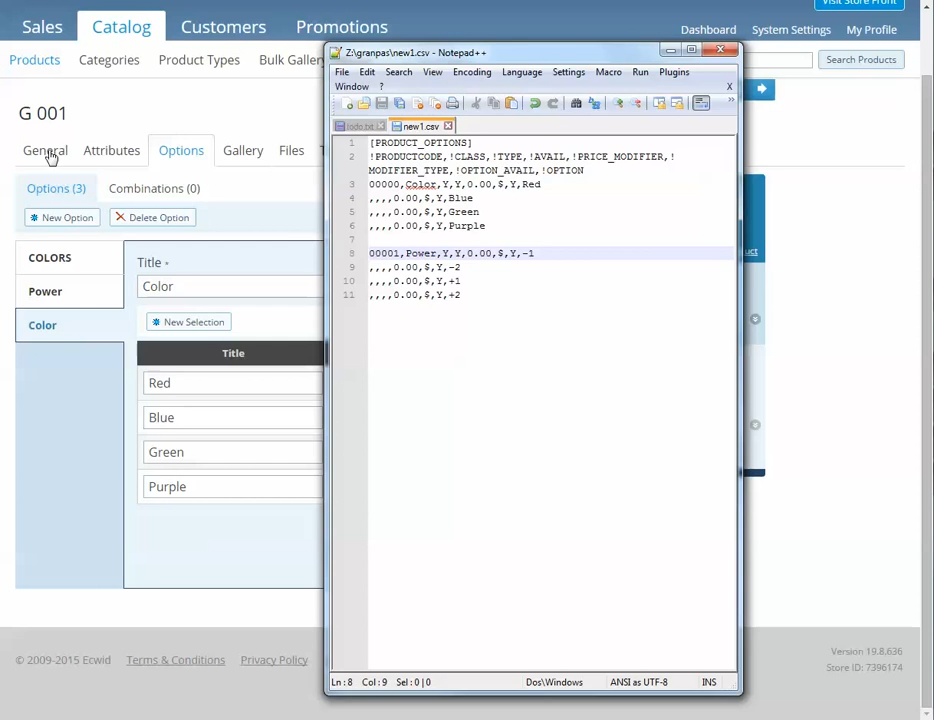 Visit Store Front
Sales
Catalog
Customers
Promotions
Dashboard
System Settings
My Profile
Products
Categories
Product Types
Bulk Gallery
Search Products
G 001
General
Attributes
Options
Gallery
Files
Options (3)
Combinations (0)
New Option
Delete Option
COLORS
Power
Color
Title *
Color
New Selection
Title
Red
Blue
Green
Purple
© 2009-2015 Ecwid
Terms & Conditions
Privacy Policy
Z:\granpas\new1.csv - Notepad++
File Edit Search View Encoding Language Settings Macro Run Plugins
Window ? X
todo.txt
new1.csv
1 [PRODUCT_OPTIONS]
2 !PRODUCTCODE,!CLASS,!TYPE,!AVAIL,!PRICE_MODIFIER,!
MODIFIER_TYPE,!OPTION_AVAIL,!OPTION
3 00000,Color,Y,Y,0.00,$,Y,Red
4 ,,,,0.00,$,Y,Blue
5 ,,,,0.00,$,Y,Green
6 ,,,,0.00,$,Y,Purple
7
8 00001,Power,Y,Y,0.00,$,Y,-1
9 ,,,,0.00,$,Y,-2
10 ,,,,0.00,$,Y,+1
11 ,,,,0.00,$,Y,+2
Ln : 8 Col : 9 Sel : 0 | 0
Dos\Windows
ANSI as UTF-8
INS
uct
Version 19.8.636
Store ID: 7396174